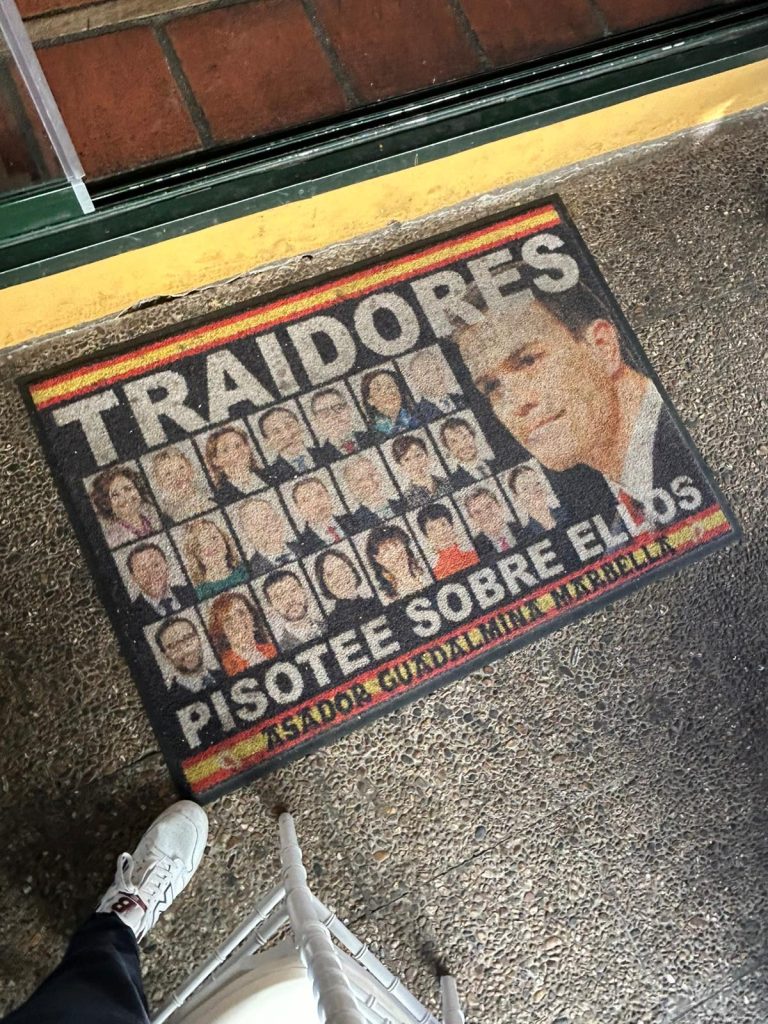 TRAIDORES
PISOTEE SOBRE ELLOS
ASADOR GUADALMINA MARBELLA